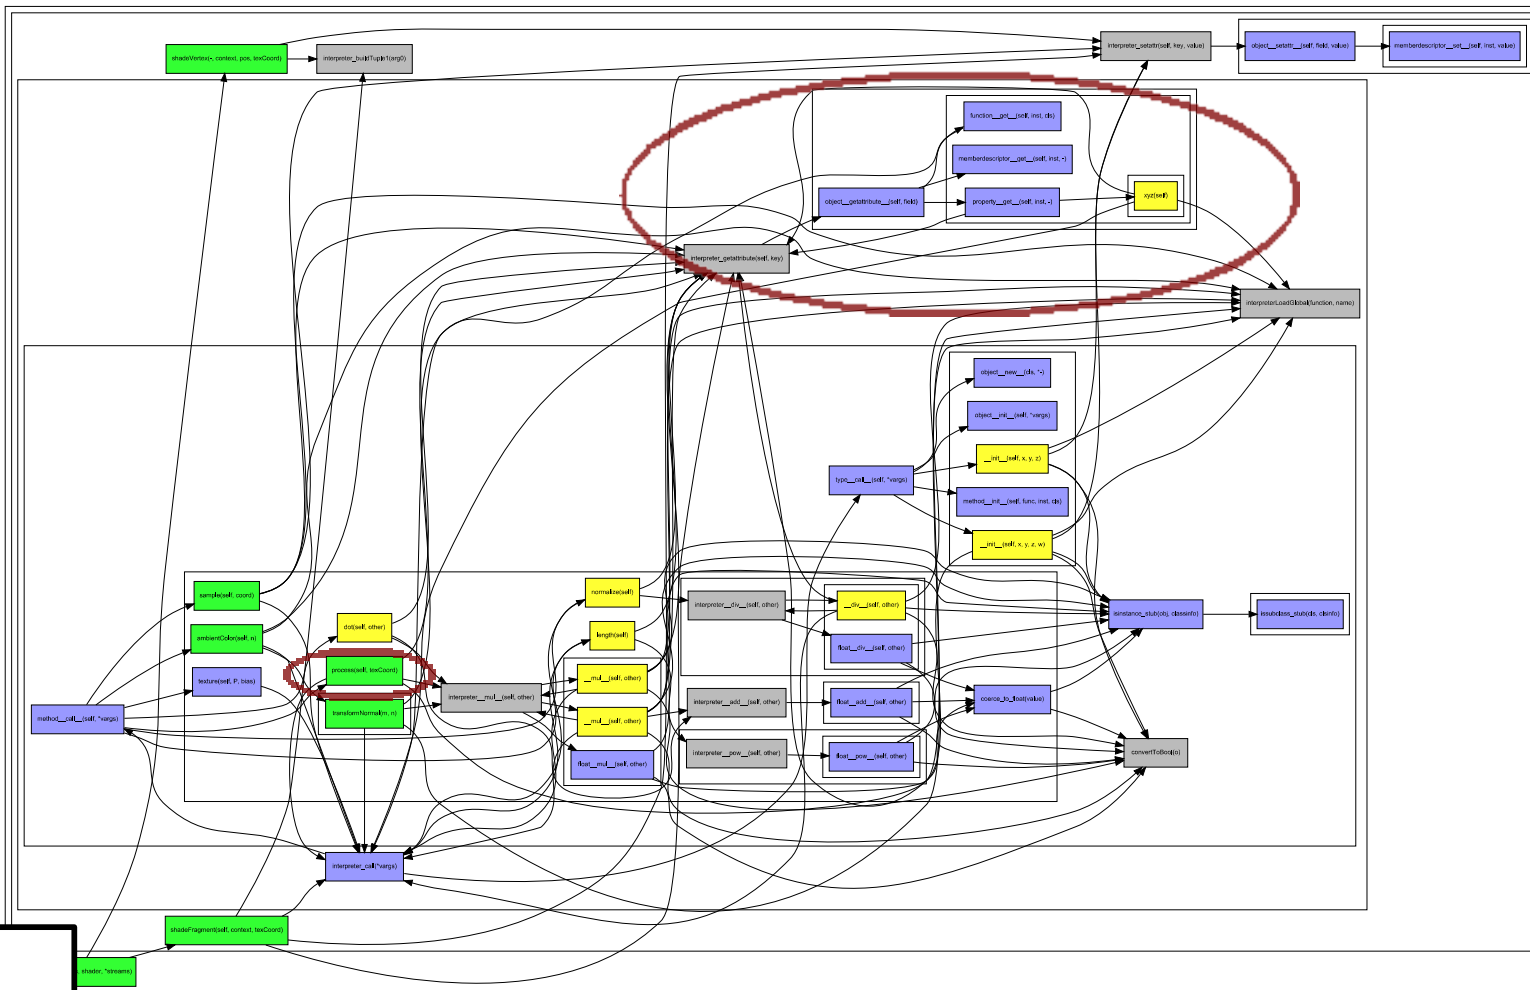 shadeVertex(-, context, pos, texCoord)
interpreter_buildTuple1(arg0)
interpreter_setattr(self, key, value)
object__setattr__(self, field, value)
memberdescriptor__set__(self, inst, value)
function__get__(self, inst, cls)
memberdescriptor__get__(self, inst, -)
object__getattribute__(self, field)
property__get__(self, inst, -)
xyz(self)
interpreter_getattribute(self, key)
interpreterLoadGlobal(function, name)
object__new__(cls, *-)
object__init__(self, *vargs)
__init__(self, x, y, z)
type__call__(self, *vargs)
method__init__(self, func, inst, cls)
__init__(self, x, y, z, w)
sample(self, coord)
normalize(self)
interpreter__div__(self, other)
__div__(self, other)
isinstance_stub(obj, classinfo)
issubclass_stub(cls, clsinfo)
dot(self, other)
ambientColor(self, n)
length(self)
float__div__(self, other)
process(self, texCoord)
texture(self, P, bias)
__mul__(self, other)
interpreter__mul__(self, other)
interpreter__add__(self, other)
float__add__(self, other)
coerce_to_float(value)
method__call__(self, *vargs)
transformNormal(m, n)
__mul__(self, other)
float__mul__(self, other)
interpreter__pow__(self, other)
float__pow__(self, other)
convertToBool(o)
interpreter_call(*vargs)
shadeFragment(self, context, texCoord)
shader, *streams)